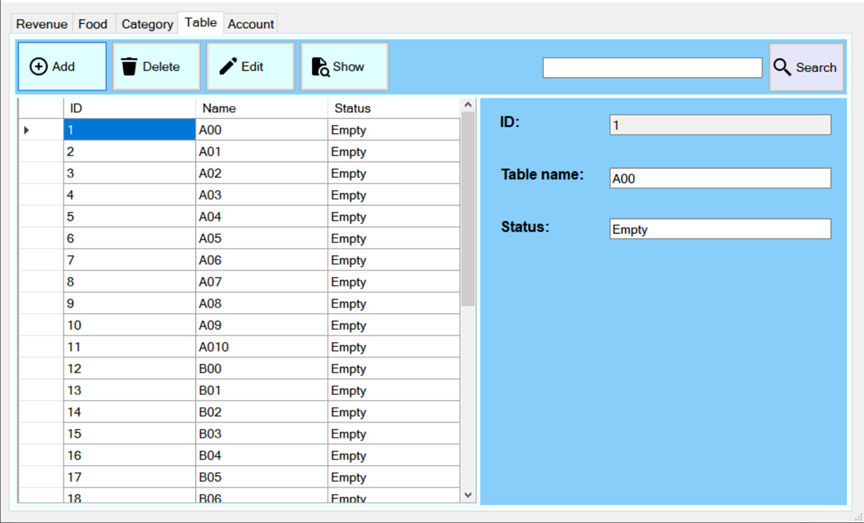 Revenue Food Category Table Account
Add Delete Edit Show Search
ID Name Status
1 A00 Empty
2 A01 Empty
3 A02 Empty
4 A03 Empty
5 A04 Empty
6 A05 Empty
7 A06 Empty
8 A07 Empty
9 A08 Empty
10 A09 Empty
11 A010 Empty
12 B00 Empty
13 B01 Empty
14 B02 Empty
15 B03 Empty
16 B04 Empty
17 B05 Empty
18 B06 Empty
ID: 1
Table name: A00
Status: Empty